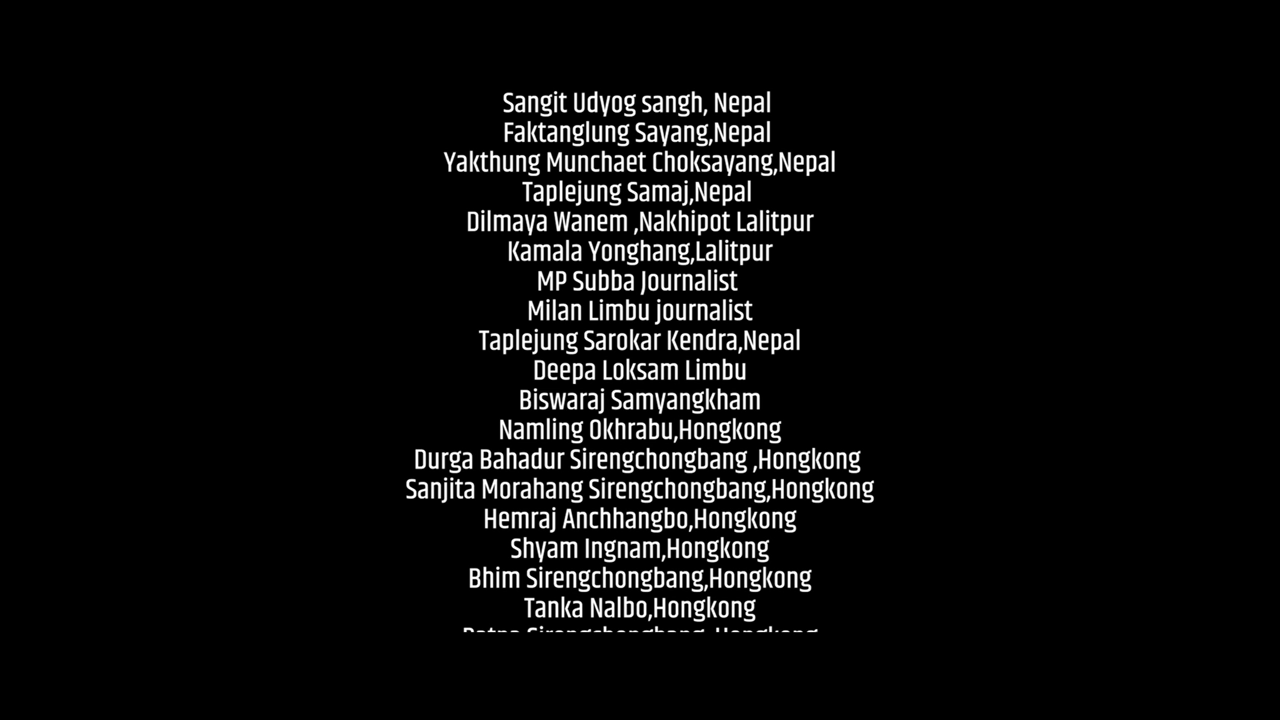 Sangit Udyog sangh, Nepal
Faktanglung Sayang,Nepal
Yakthung Munchaet Choksayang,Nepal
Taplejung Samaj,Nepal
Dilmaya Wanem ,Nakhipot Lalitpur
Kamala Yonghang,Lalitpur
MP Subba Journalist
Milan Limbu journalist
Taplejung Sarokar Kendra,Nepal
Deepa Loksam Limbu
Biswaraj Samyangkham
Namling Okhrabu,Hongkong
Durga Bahadur Sirengchongbang ,Hongkong
Sanjita Morahang Sirengchongbang,Hongkong
Hemraj Anchhangbo,Hongkong
Shyam Ingnam,Hongkong
Bhim Sirengchongbang,Hongkong
Tanka Nalbo,Hongkong